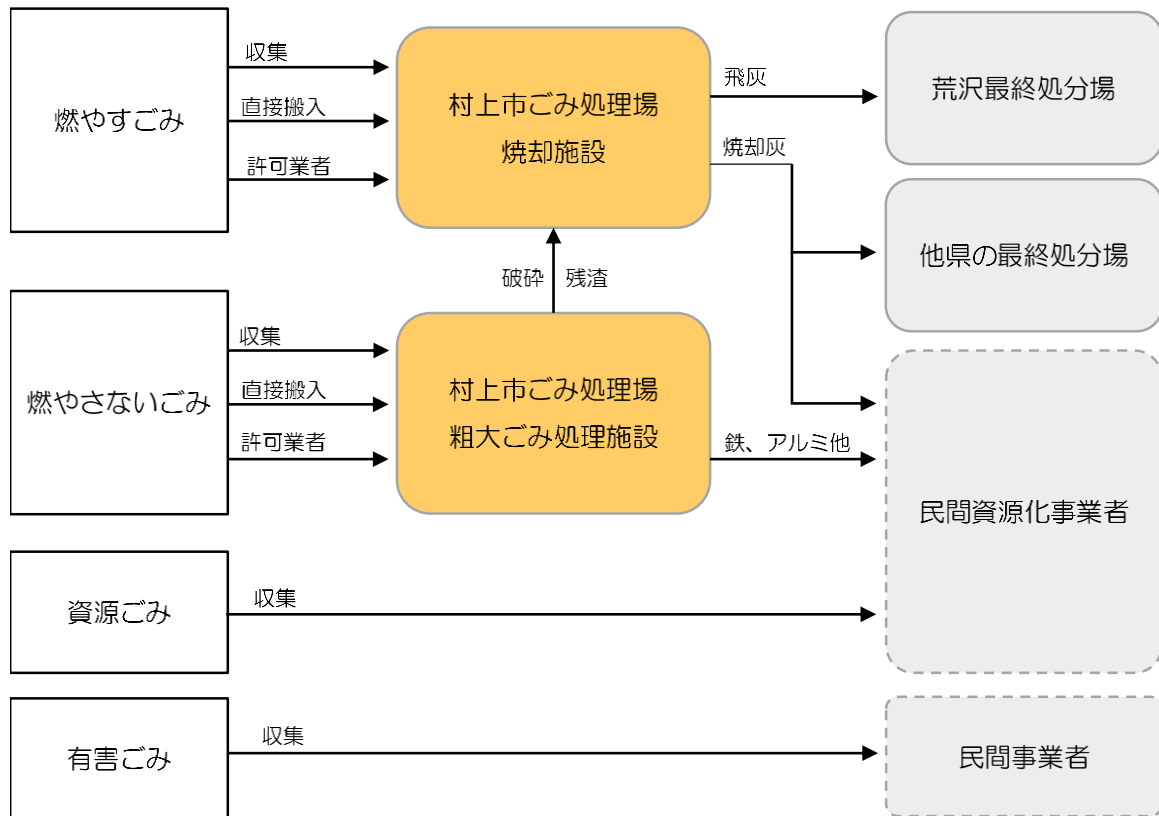 燃やすごみ
収集
直接搬入
許可業者
村上市ごみ処理場
焼却施設
飛灰
焼却灰
荒沢最終処分場
他県の最終処分場
破砕 残渣
燃やさないごみ
収集
直接搬入
許可業者
村上市ごみ処理場
粗大ごみ処理施設
鉄、アルミ他
民間資源化事業者
資源ごみ
収集
有害ごみ
収集
民間事業者